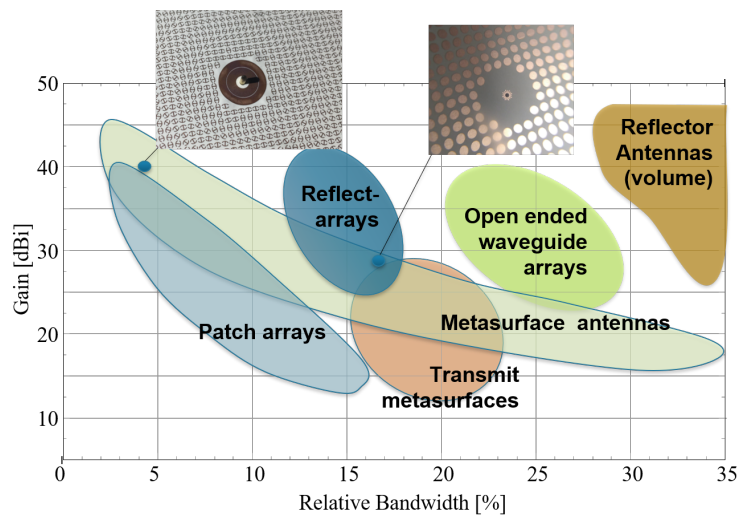 50
40
30
20
10
Gain [dBi]
Reflector
Antennas
(volume)
Reflect-
arrays
Open ended
waveguide
arrays
Patch arrays
Metasurface antennas
Transmit
metasurfaces
0 5 10 15 20 25 30 35
Relative Bandwidth [%]